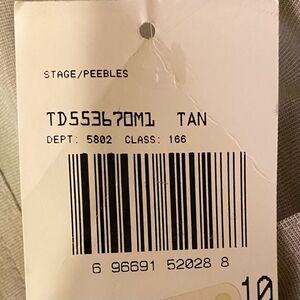 STAGE/PEEBLES
TD553670M1 TAN
DEPT: 5802 CLASS: 166
6 96691 52028 8
10